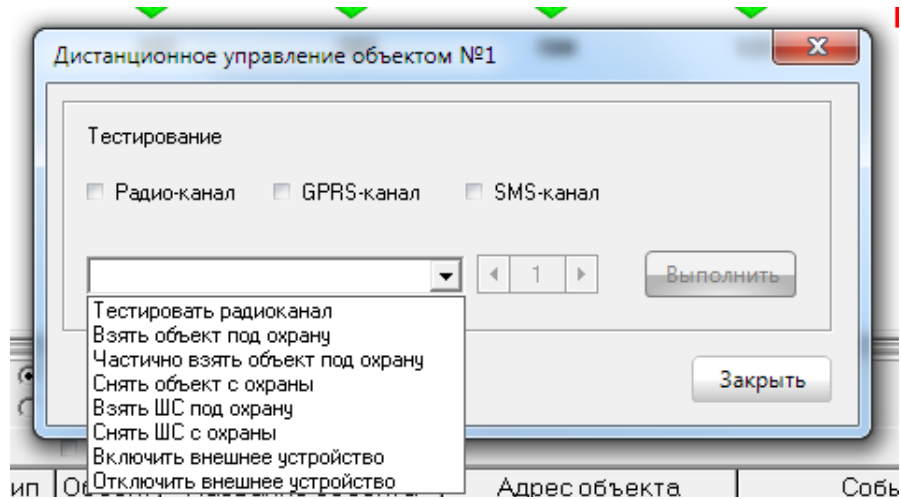 Дистанционное управление объектом №1
Тестирование
Радио-канал GPRS-канал SMS-канал
1 Выполнить
Тестировать радиоканал
Взять объект под охрану
Частично взять объект под охрану
Снять объект с охраны
Взять ШС под охрану
Снять ШС с охраны
Включить внешнее устройство
Отключить внешнее устройство
Закрыть
Адрес объекта